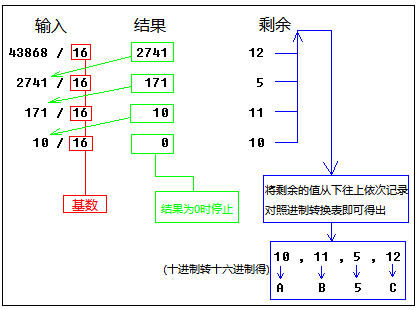 输入 结果 剩余
43868 / 16 2741 12
2741 / 16 171 5
171 / 16 10 11
10 / 16 0 10
基数
结果为0时停止
将剩余的值从下往上依次记录
对照进制转换表即可得出
10 , 11 , 5 , 12
(十进制转十六进制得)
A B 5 C